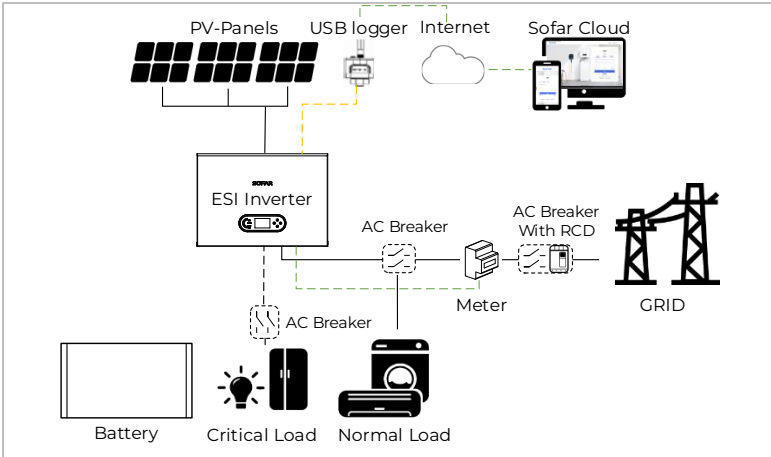 PV-Panels
USB logger
Internet
Sofar Cloud
SOFAR
ESI Inverter
AC Breaker
AC Breaker
With RCD
Meter
GRID
AC Breaker
Battery
Critical Load
Normal Load